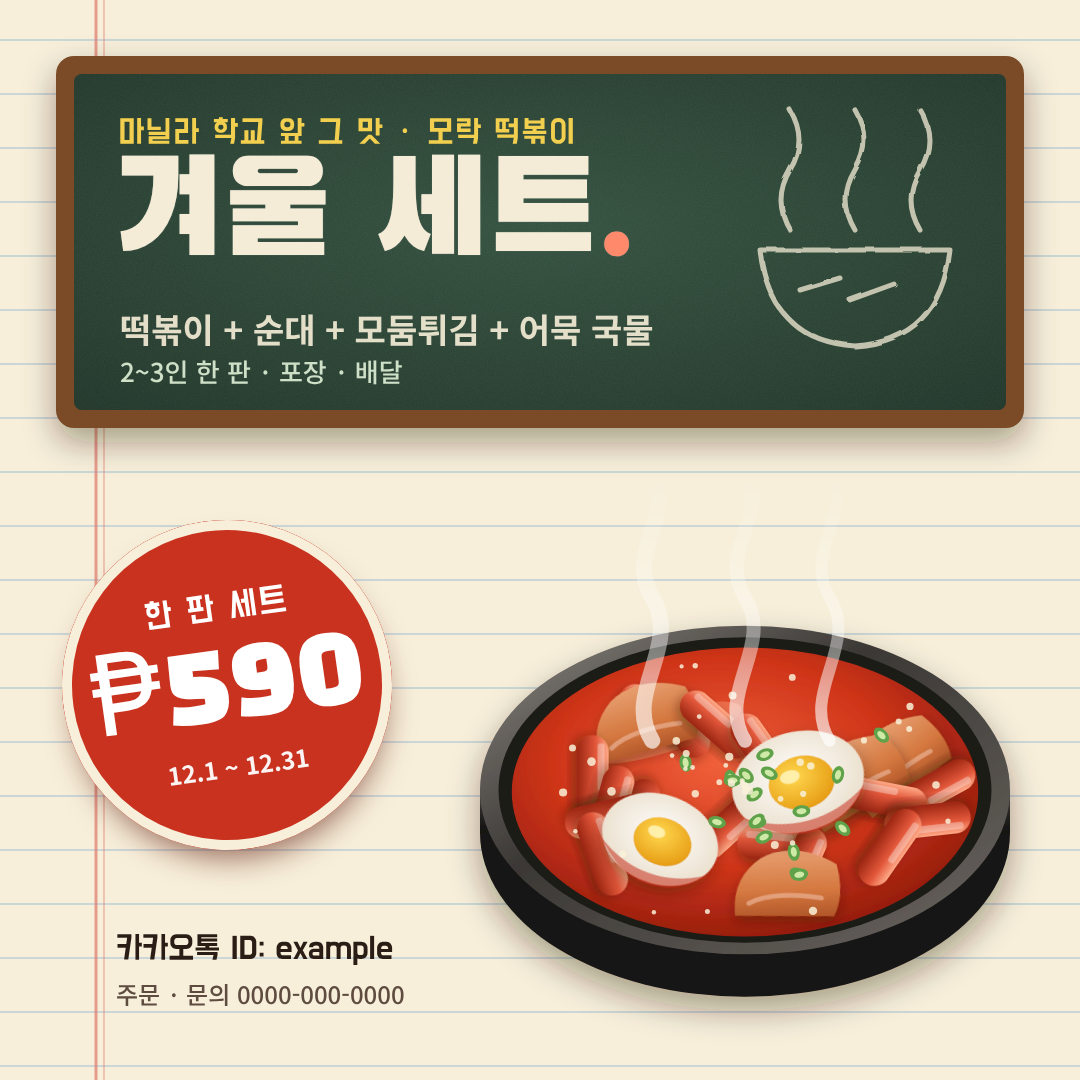 마닐라 학교 앞 그 맛 · 모락 떡볶이
겨울 세트.
떡볶이 + 순대 + 모둠튀김 + 어묵 국물
2~3인 한 판 · 포장 · 배달
한 판 세트
₱590
12.1 ~ 12.31
카카오톡 ID: example
주문 · 문의 0000-000-0000